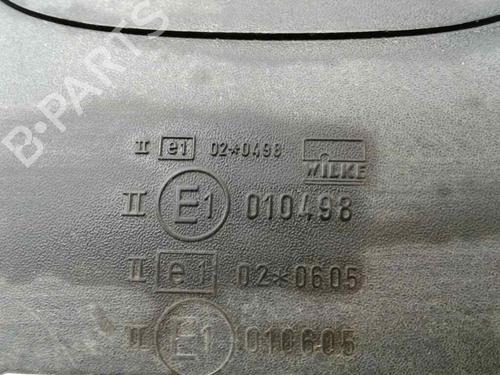 B-PARTS
II e1 02*0498 WILKE
II E1 010498
II e1 02*0605
II E1 010605